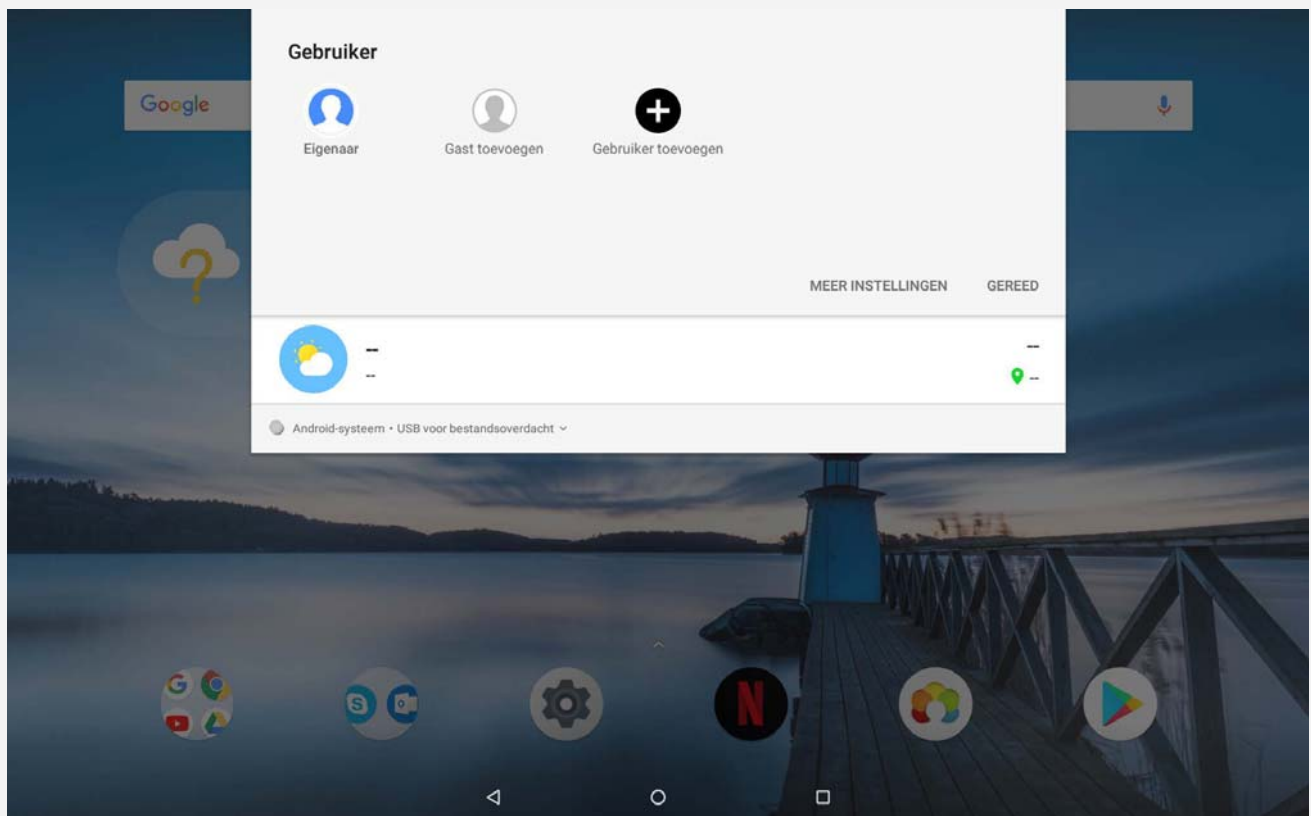 Gebruiker
Google
Eigenaar
Gast toevoegen
Gebruiker toevoegen
?
MEER INSTELLINGEN GEREED
-- --
-- --
Android-systeem • USB voor bestandsoverdacht
G
S o
N